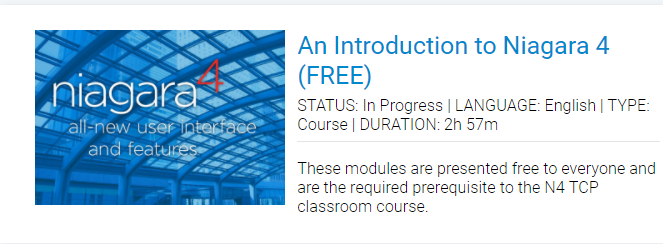 niagara 4
all-new user interface
and features
An Introduction to Niagara 4
(FREE)
STATUS: In Progress | LANGUAGE: English | TYPE:
Course | DURATION: 2h 57m
These modules are presented free to everyone and
are the required prerequisite to the N4 TCP
classroom course.